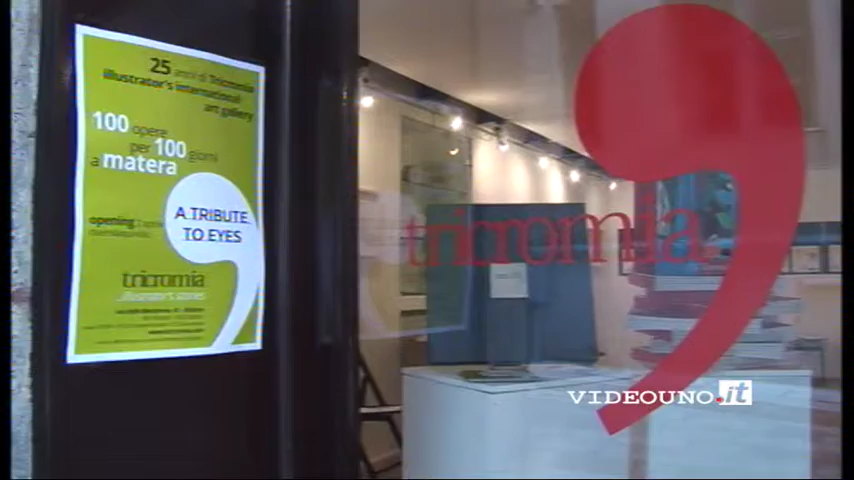 25 anni di Tricromia
illustrator's international
art gallery
100 opere
per 100 giorni
a matera
opening
A TRIBUTE
TO EYES
tricromia
illustrator's
tricromia
VIDEOUNO.it